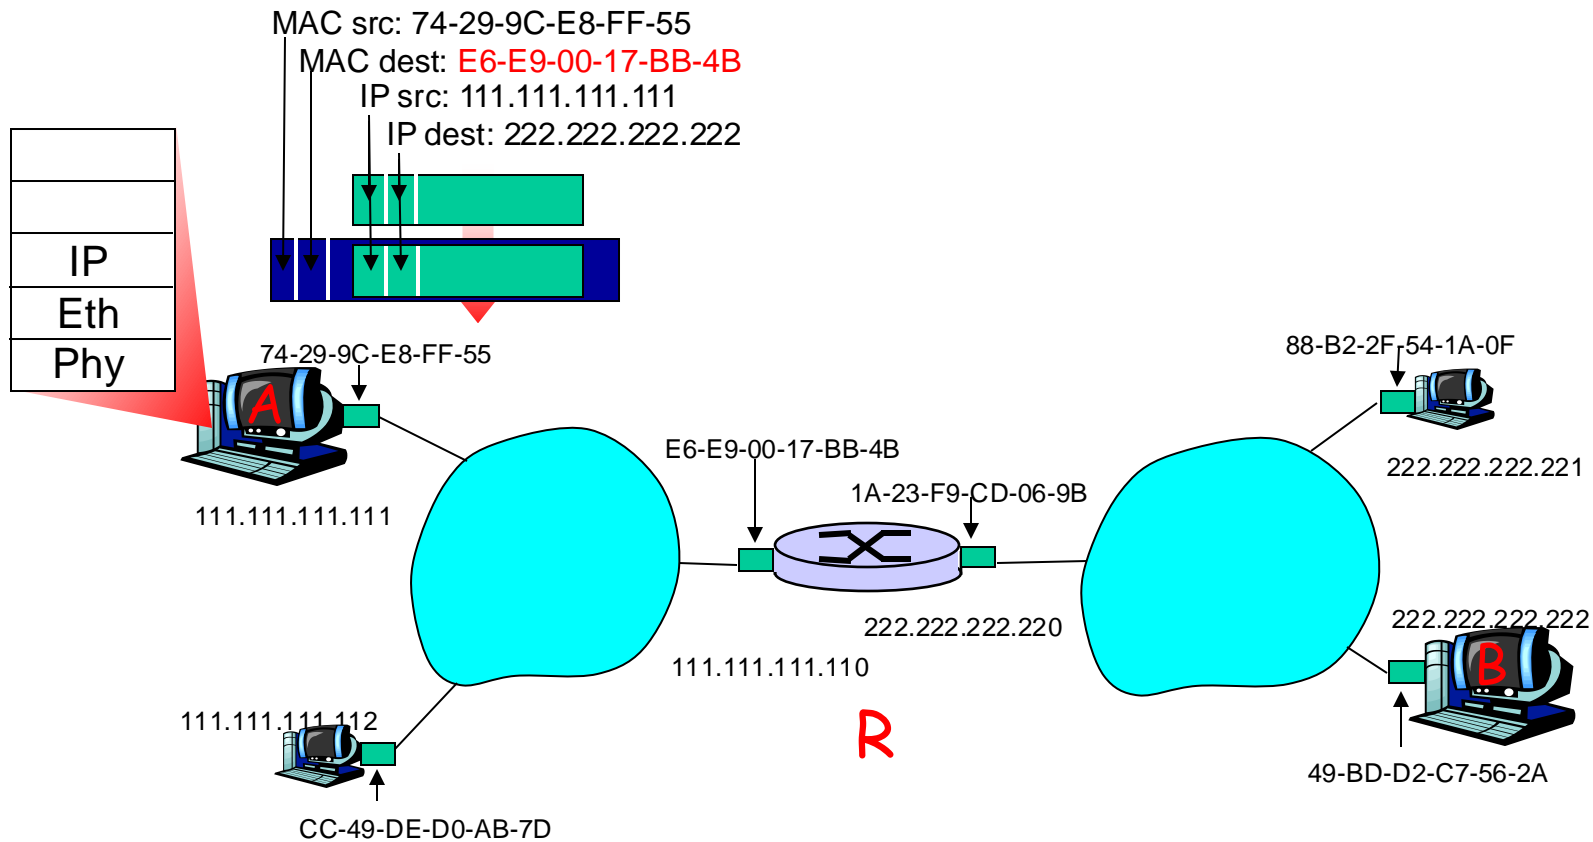 MAC src: 74-29-9C-E8-FF-55
MAC dest: E6-E9-00-17-BB-4B
IP src: 111.111.111.111
IP dest: 222.222.222.222
IP
Eth
Phy
74-29-9C-E8-FF-55
88-B2-2F-54-1A-0F
A
E6-E9-00-17-BB-4B
222.222.222.221
1A-23-F9-CD-06-9B
111.111.111.111
222.222.222.220
222.222.222.222
111.111.111.110
B
111.111.111.112
R
49-BD-D2-C7-56-2A
CC-49-DE-D0-AB-7D